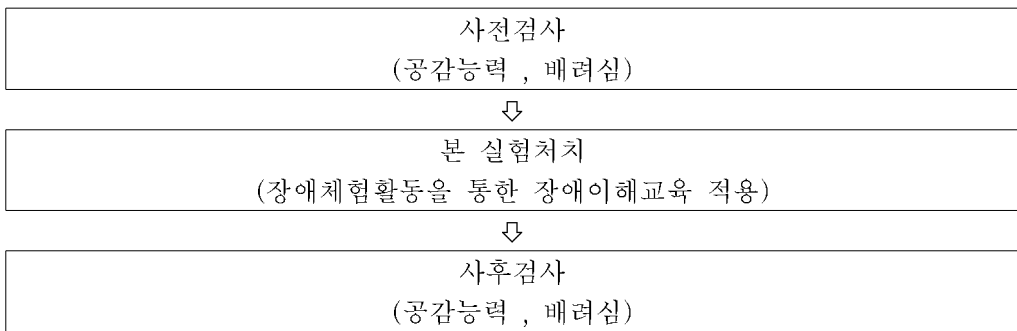 사전검사
(공감능력 , 배려심)
본 실험처치
(장애체험활동을 통한 장애이해교육 적용)
사후검사
(공감능력 , 배려심)